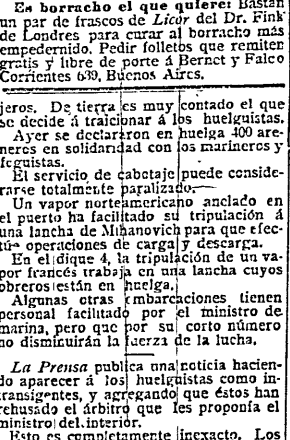 Es borracho el que quiere: Bastan
un par de frascos de Licor del Dr. Fink
de Londres para curar al borracho más
empedernido. Pedir folletos que remiten
gratis y libre de porte á Bernet y Falco
Corrientes 639, Buenos Aires.
jeros. De tierra es muy contado el que
se decide á traicionar á los huelguistas.
Ayer se declararon en huelga 400 are-
neros en solidaridad con los marineros y
feguistas.
El servicio de cabotaje puede conside-
rarse totalmente paralizado.
Un vapor norteamericano anclado en
el puerto ha facilitado su tripulación á
una lancha de Mihanovich para que efec-
túe operaciones de carga y descarga.
En el dique 4, la tripulación de un va-
por francés trabaja en una lancha cuyos
obreros están en huelga.
Algunas otras embarcaciones tienen
personal facilitado por el ministro de
marina, pero que por su corto número
no disminuirán la fuerza de la lucha.
La Prensa publica una noticia hacien-
do aparecer á los huelguistas como in-
transigentes, y agregando que éstos han
rehusado el árbitro que les proponía el
ministro del interior.
Esto es completamente inexacto. Los